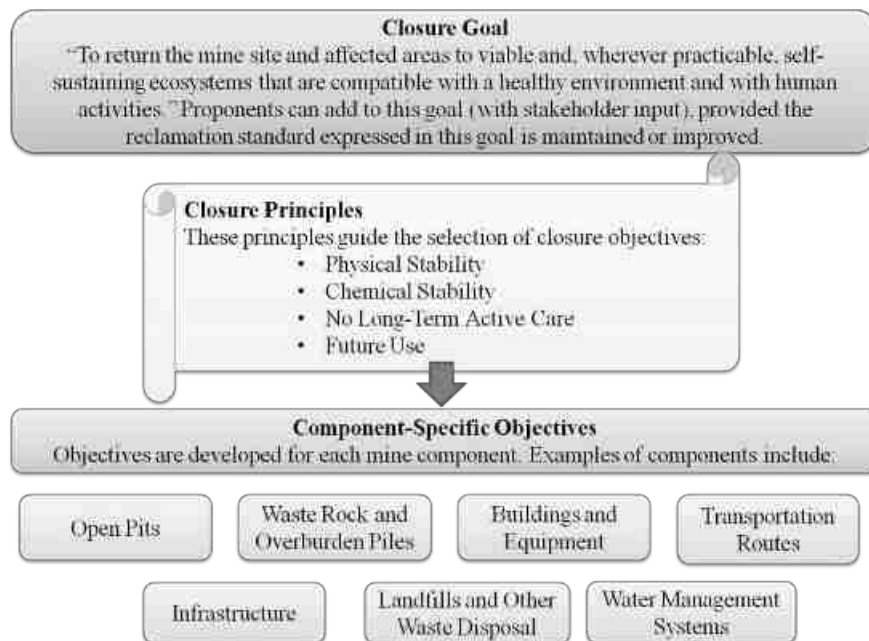 Closure Goal
"To return the mine site and affected areas to viable and, wherever practicable, self-
sustaining ecosystems that are compatible with a healthy environment and with human
activities." Proponents can add to this goal (with stakeholder input), provided the
reclamation standard expressed in this goal is maintained or improved.
Closure Principles
These principles guide the selection of closure objectives:
• Physical Stability
• Chemical Stability
• No Long-Term Active Care
• Future Use
Component-Specific Objectives
Objectives are developed for each mine component. Examples of components include:
Open Pits
Waste Rock and
Overburden Piles
Buildings and
Equipment
Transportation
Routes
Infrastructure
Landfills and Other
Waste Disposal
Water Management
Systems